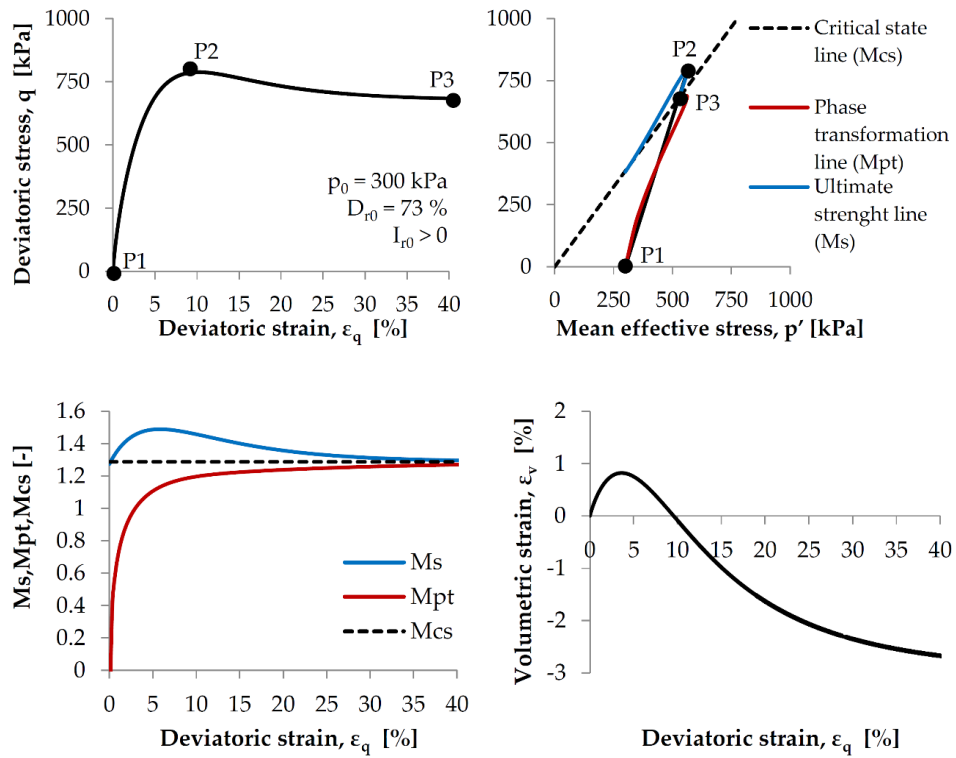 Deviatoric stress, q [kPa]
1000
750
500
250
0
P2
P3
P1
p₀ = 300 kPa
Dr0 = 73 %
Ir0 > 0
0 5 10 15 20 25 30 35 40
Deviatoric strain, εq [%]
1000
750
500
250
0
P2
P3
P1
0 250 500 750 1000
Mean effective stress, p’ [kPa]
Critical state
line (Mcs)
Phase
transformation
line (Mpt)
Ultimate
strenght line
(Ms)
Ms,Mpt,Mcs [-]
1.6
1.4
1.2
1
0.8
0.6
0.4
0.2
0
Ms
Mpt
Mcs
0 5 10 15 20 25 30 35 40
Deviatoric strain, εq [%]
Volumetric strain, εv [%]
2
1
0
-1
-2
-3
0 5 10 15 20 25 30 35 40
Deviatoric strain, εq [%]